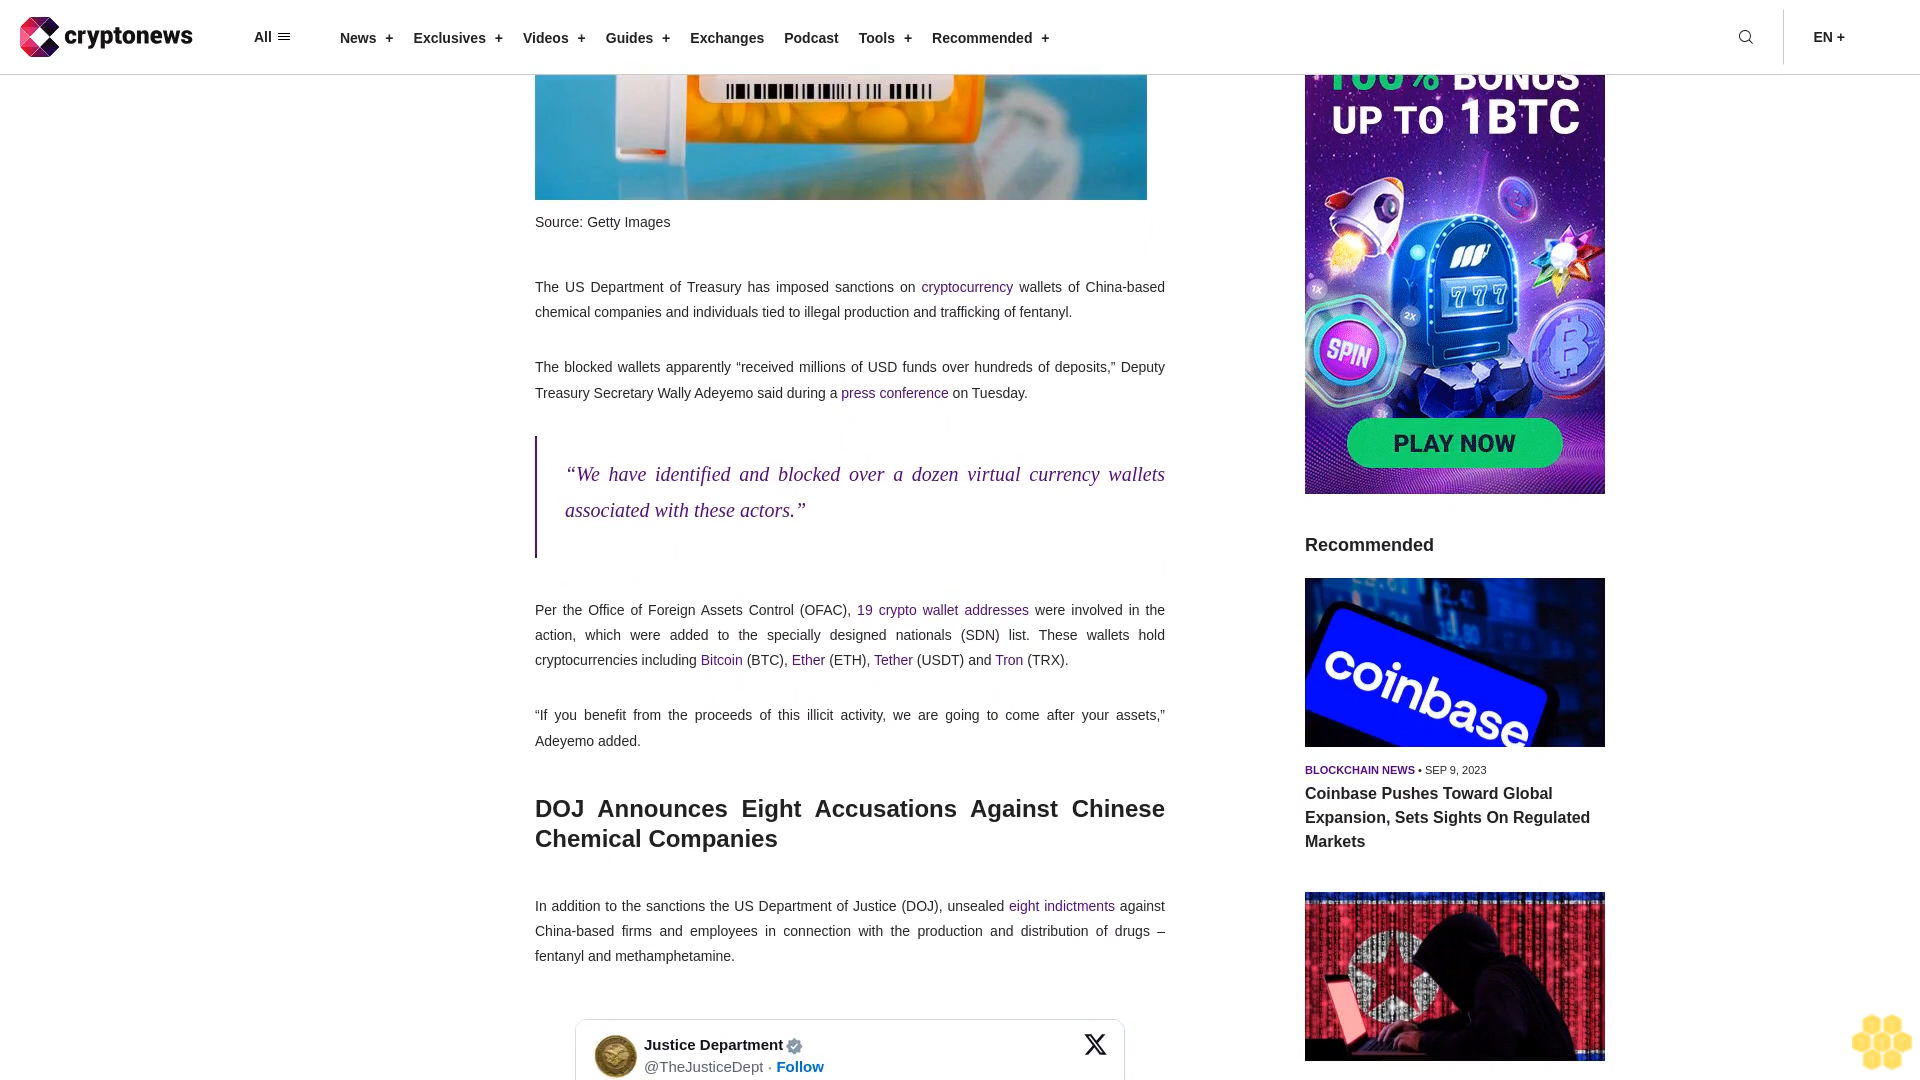 cryptonews
All
News +
Exclusives +
Videos +
Guides +
Exchanges
Podcast
Tools +
Recommended +
EN +
Source: Getty Images
The US Department of Treasury has imposed sanctions on cryptocurrency wallets of China-based
chemical companies and individuals tied to illegal production and trafficking of fentanyl.
The blocked wallets apparently “received millions of USD funds over hundreds of deposits,” Deputy
Treasury Secretary Wally Adeyemo said during a press conference on Tuesday.
“We have identified and blocked over a dozen virtual currency wallets
associated with these actors.”
Per the Office of Foreign Assets Control (OFAC), 19 crypto wallet addresses were involved in the
action, which were added to the specially designed nationals (SDN) list. These wallets hold
cryptocurrencies including Bitcoin (BTC), Ether (ETH), Tether (USDT) and Tron (TRX).
“If you benefit from the proceeds of this illicit activity, we are going to come after your assets,”
Adeyemo added.
DOJ Announces Eight Accusations Against Chinese
Chemical Companies
In addition to the sanctions the US Department of Justice (DOJ), unsealed eight indictments against
China-based firms and employees in connection with the production and distribution of drugs –
fentanyl and methamphetamine.
Justice Department
@TheJusticeDept · Follow
100% BONUS
UP TO 1BTC
777
1X
2X
SPIN
3X
PLAY NOW
Recommended
coinbase
BLOCKCHAIN NEWS • SEP 9, 2023
Coinbase Pushes Toward Global
Expansion, Sets Sights On Regulated
Markets